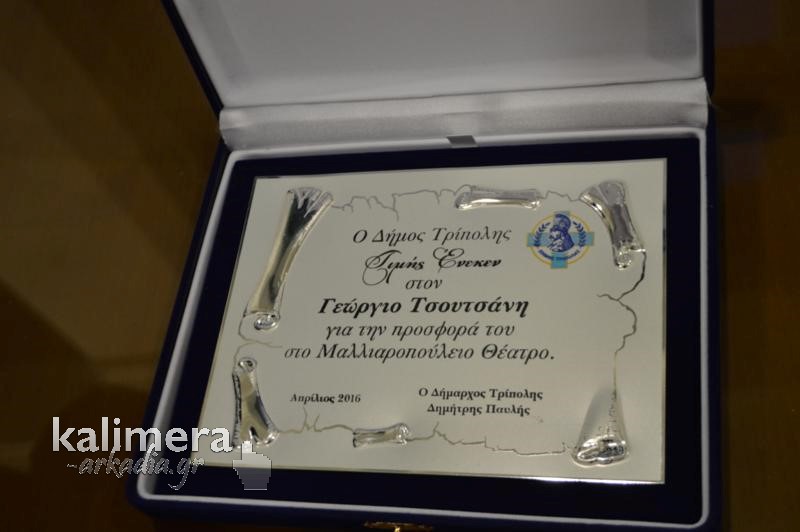 Ο Δήμος Τρίπολης
Τιμής Ένεκεν
στον
Γεώργιο Τσουτσάνη
για την προσφορά του
στο Μαλλιαροπούλειο Θέατρο.
Απρίλιος 2016
Ο Δήμαρχος Τρίπολης
Δημήτρης Παυλής
kalimera
-arkadia.gr